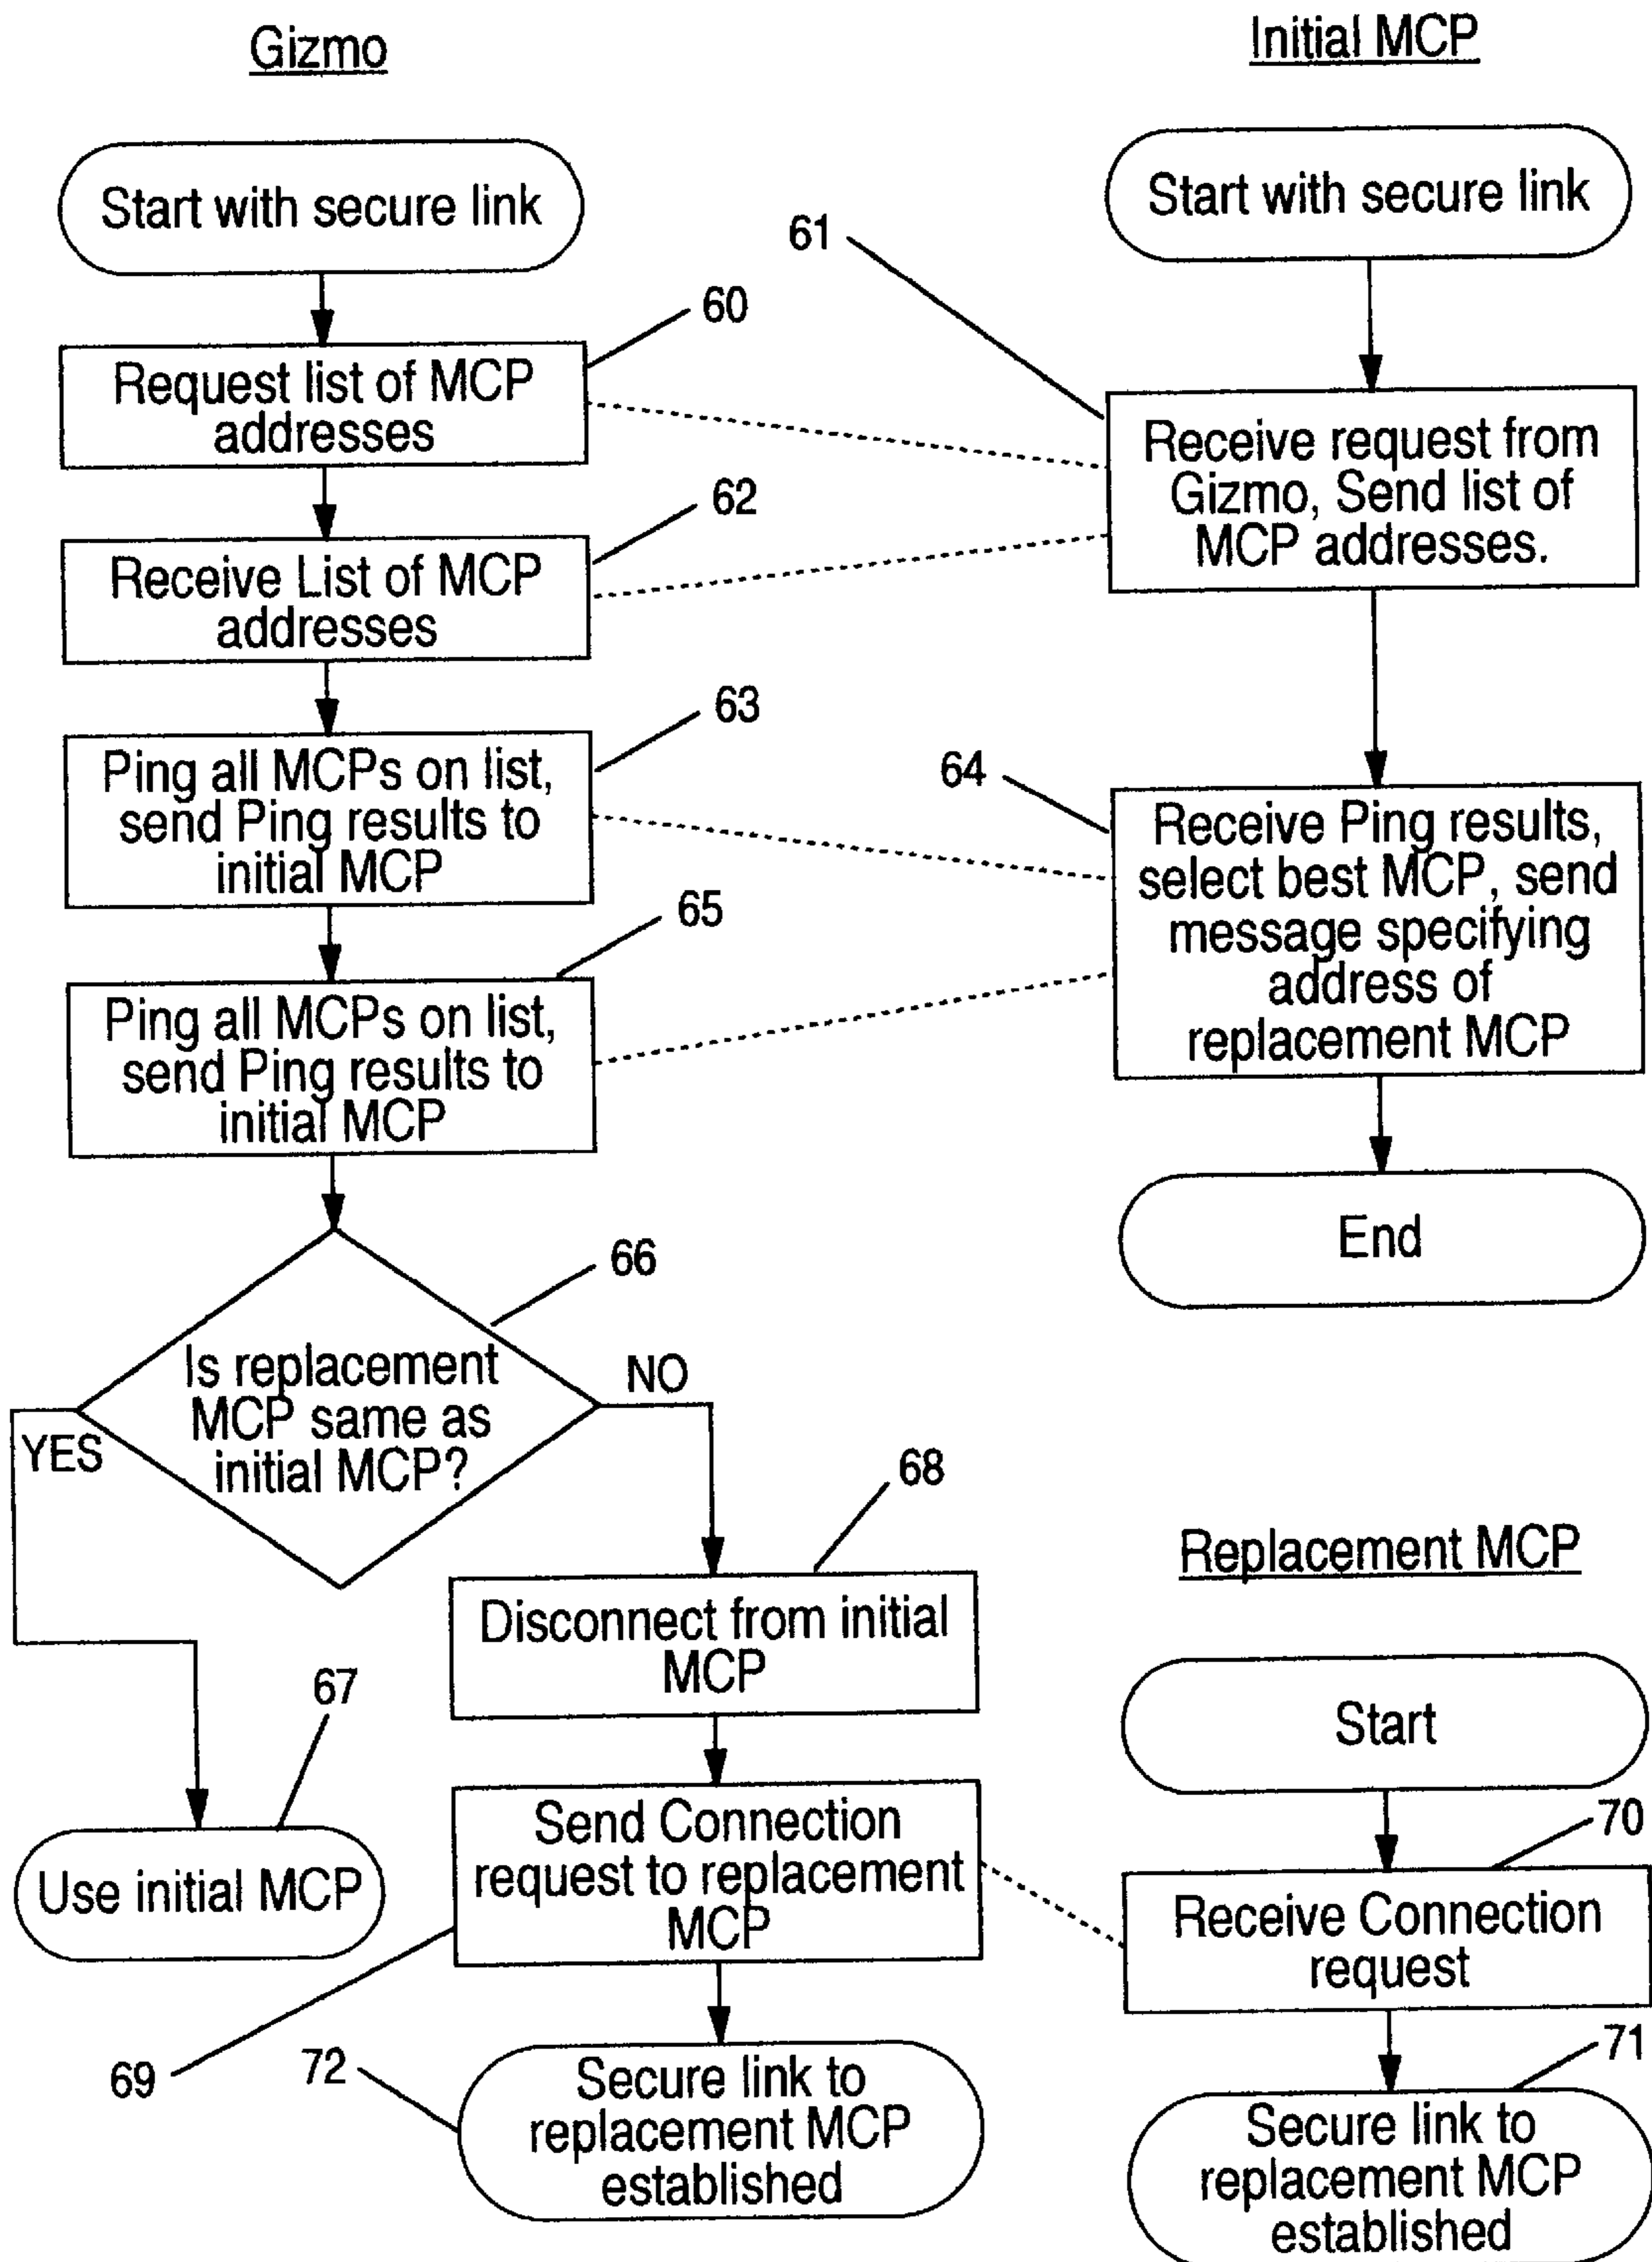 Gizmo
Start with secure link
60
Request list of MCP
addresses
62
Receive List of MCP
addresses
63
Ping all MCPs on list,
send Ping results to
initial MCP
65
Ping all MCPs on list,
send Ping results to
initial MCP
66
Is replacement
MCP same as
initial MCP?
YES
NO
67
Use initial MCP
68
Disconnect from initial
MCP
Send Connection
request to replacement
MCP
69
72
Secure link to
replacement MCP
established
Initial MCP
Start with secure link
61
Receive request from
Gizmo, Send list of
MCP addresses.
64
Receive Ping results,
select best MCP, send
message specifying
address of
replacement MCP
End
Replacement MCP
Start
70
Receive Connection
request
71
Secure link to
replacement MCP
established